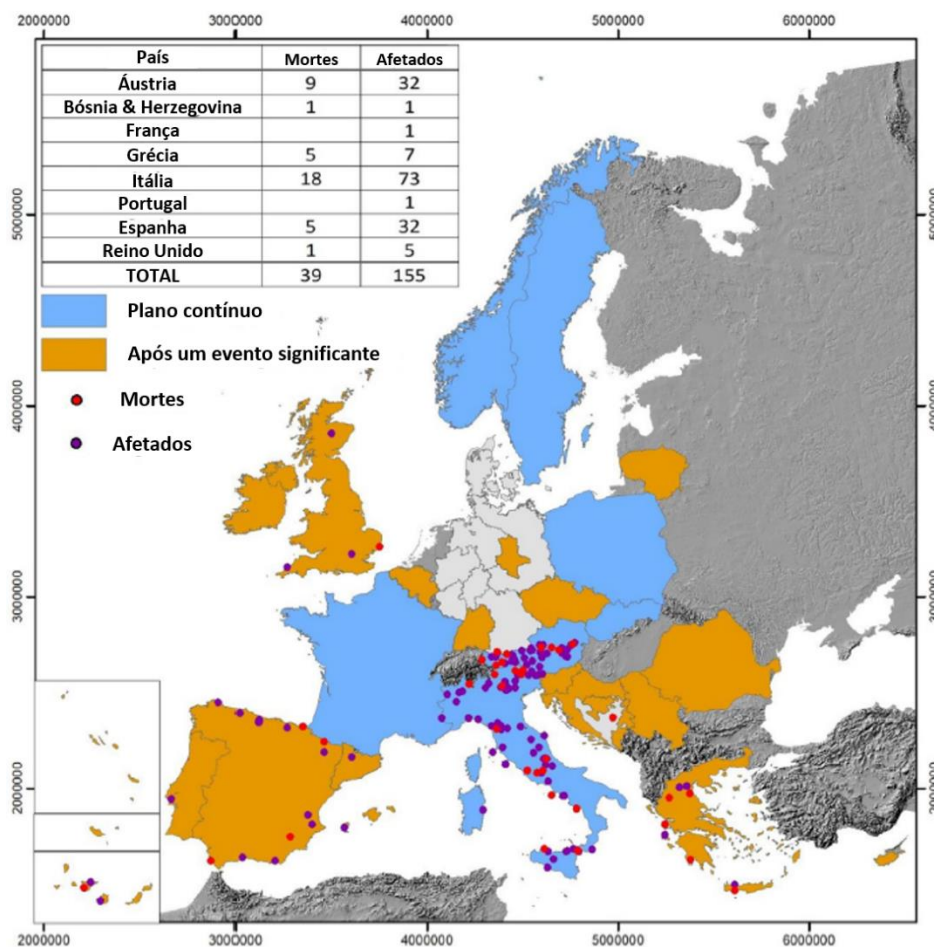 2000000 3000000 4000000 5000000 6000000
País Mortes Afetados
Áustria 9 32
Bósnia & Herzegovina 1 1
França 1
Grécia 5 7
Itália 18 73
Portugal 1
Espanha 5 32
Reino Unido 1 5
TOTAL 39 155
Plano contínuo
Após um evento significante
Mortes
Afetados
5000000
4000000
3000000
2000000
5000000
4000000
3000000
2000000
2000000 3000000 4000000 5000000 6000000